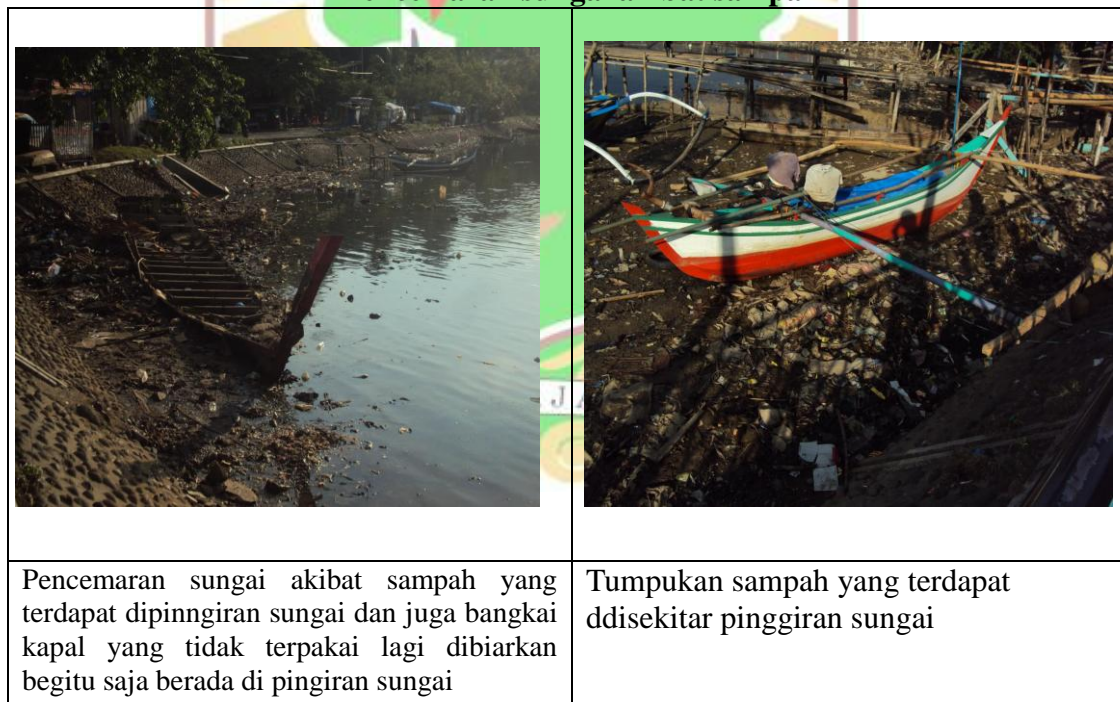 Pencemaran sungai akibat sampah yang
terdapat dipinngiran sungai dan juga bangkai
kapal yang tidak terpakai lagi dibiarkan
begitu saja berada di pingiran sungai
Tumpukan sampah yang terdapat
ddisekitar pinggiran sungai